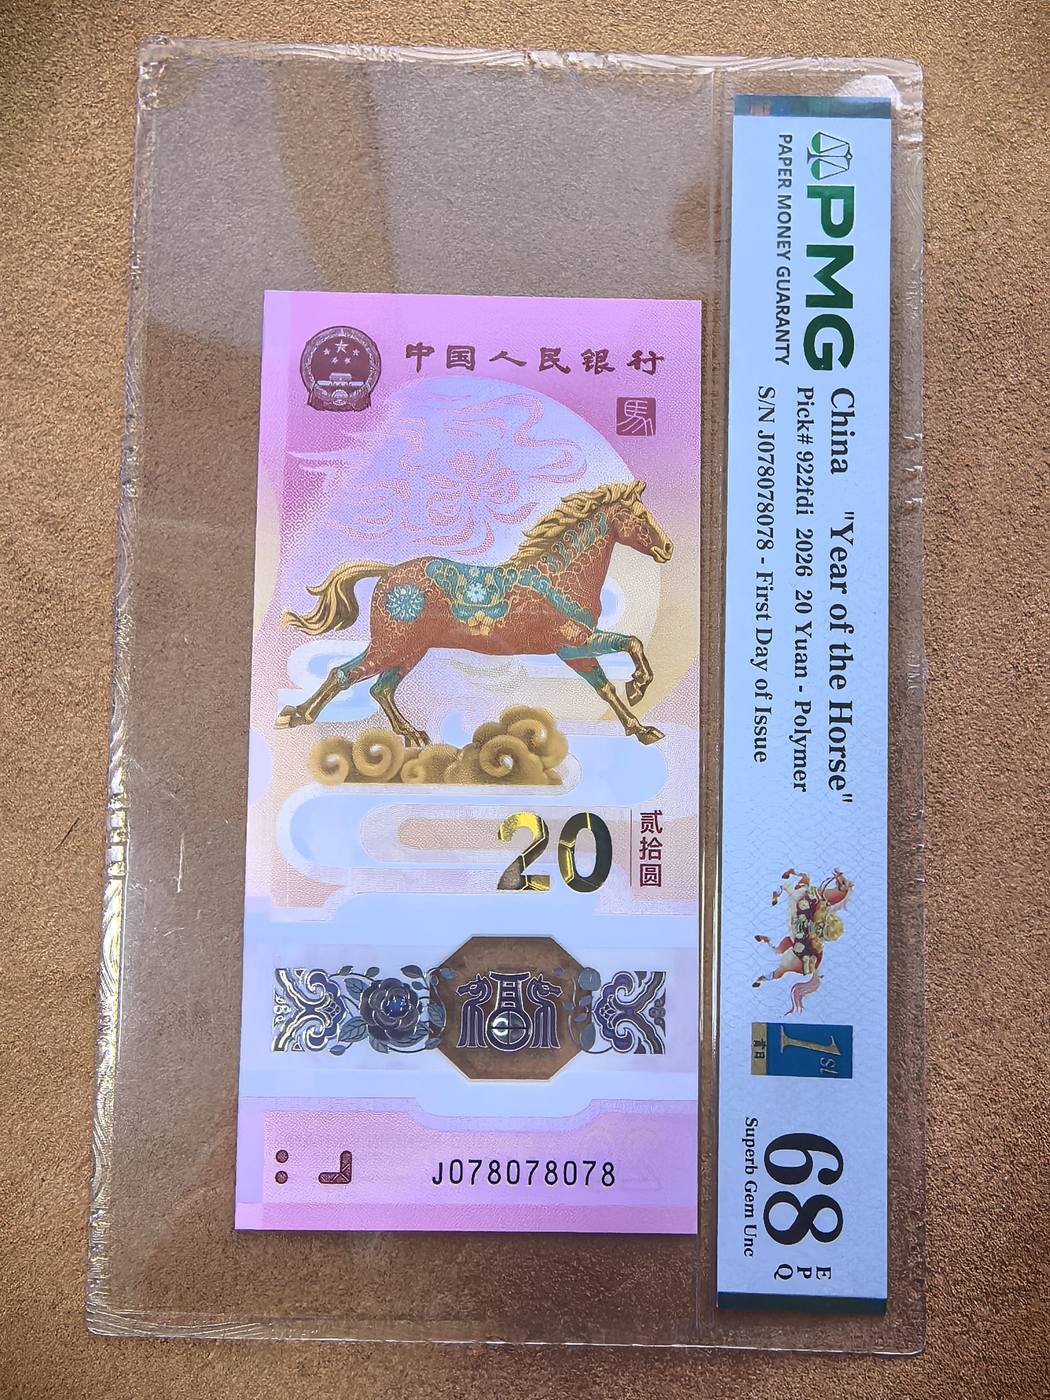 中国人民银行
馬
20
贰拾圆
J078078078
PMG
PAPER MONEY GUARANTY
China "Year of the Horse"
Pick# 922fdi 2026 20 Yuan - Polymer
S/N J078078078 - First Day of Issue
1st
首日
68
EPQ
Superb Gem Unc